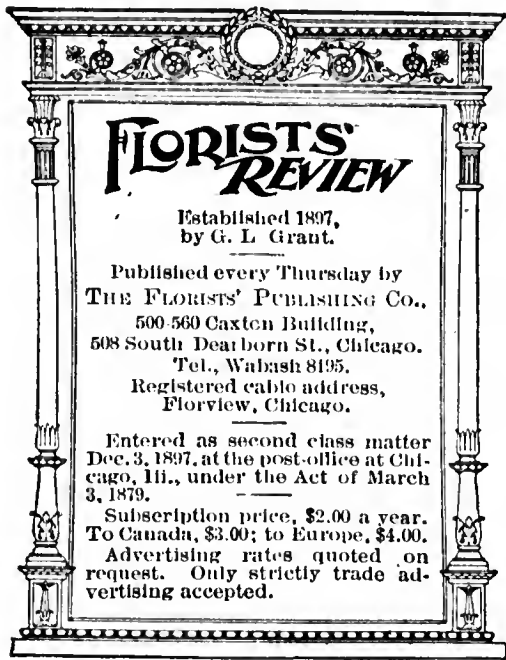 FLORISTS'
REVIEW
Established 1897,
by G. L. Grant.
Published every Thursday by
THE FLORISTS' PUBLISHING Co.,
500-560 Caxton Building,
508 South Dearborn St., Chicago.
Tel., Wabash 8195.
Registered cable address,
Florview, Chicago.
Entered as second class matter
Dec. 3, 1897, at the post-office at Chi-
cago, Ill., under the Act of March
3, 1879.
Subscription price, $2.00 a year.
To Canada, $3.00; to Europe, $4.00.
Advertising rates quoted on
request. Only strictly trade ad-
vertising accepted.